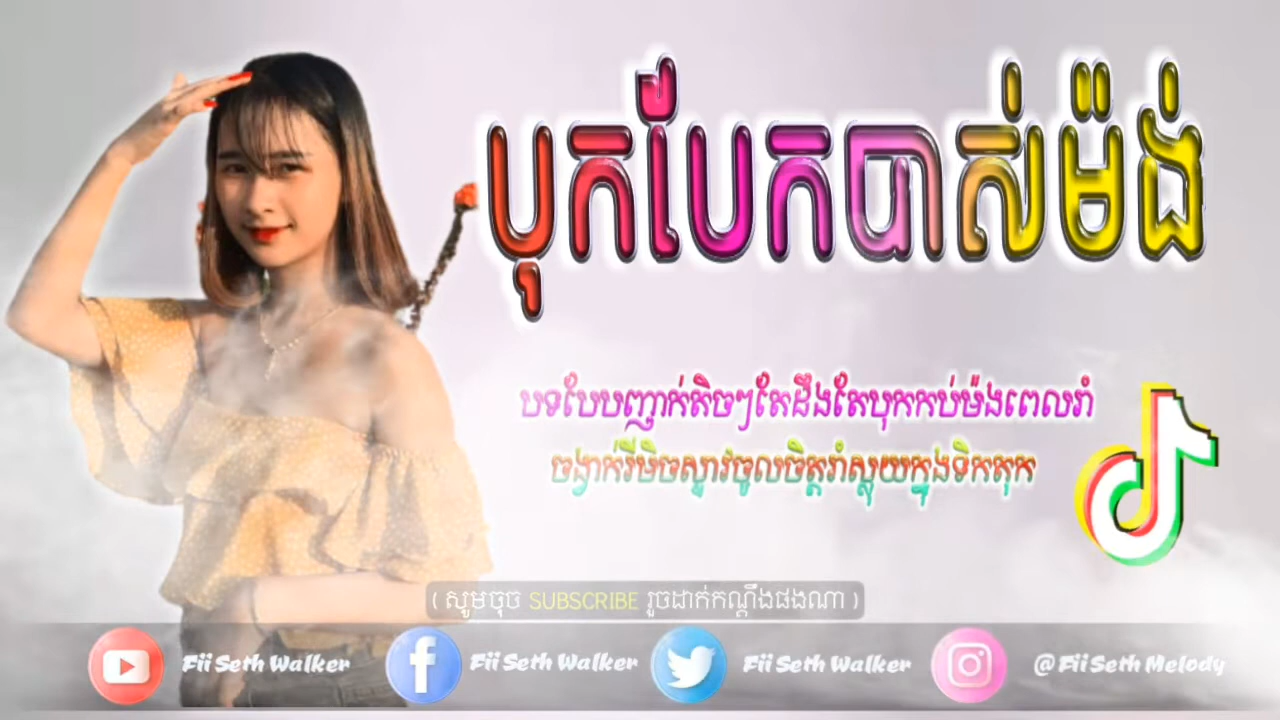 បុកបែកបាស់ម៉ង់
បទបែបញាក់តិចៗតែដឹងតែបុកកប់ម៉ងពេលរាំ
ចង្វាក់រីមិចស្ទាវចូលចិត្តរាំស្លុយក្នុងទិកតុក
( សូមចុច SUBSCRIBE រួចដាក់កណ្ដឹងផងណា )
Fii Seth Walker Fii Seth Walker Fii Seth Walker @Fii Seth Melody